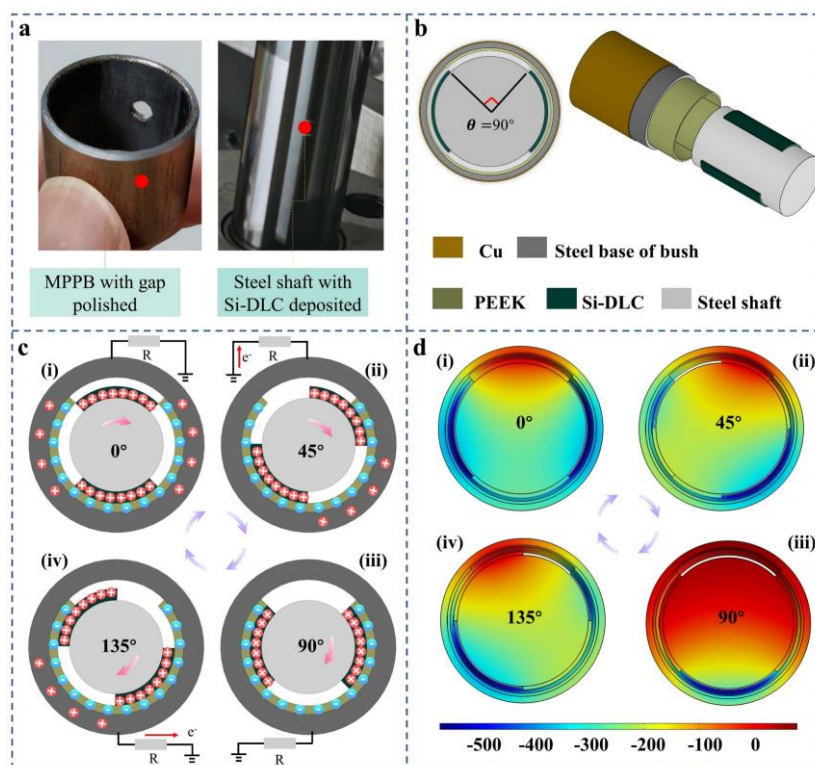 a
MPPB with gap
polished
Steel shaft with
Si-DLC deposited
b
θ =90°
Cu
Steel base of bush
PEEK
Si-DLC
Steel shaft
c
(i)
R
0°
(ii)
e-
R
45°
(iv)
135°
R
e-
(iii)
90°
R
d
(i)
0°
(ii)
45°
(iv)
135°
(iii)
90°
-500 -400 -300 -200 -100 0